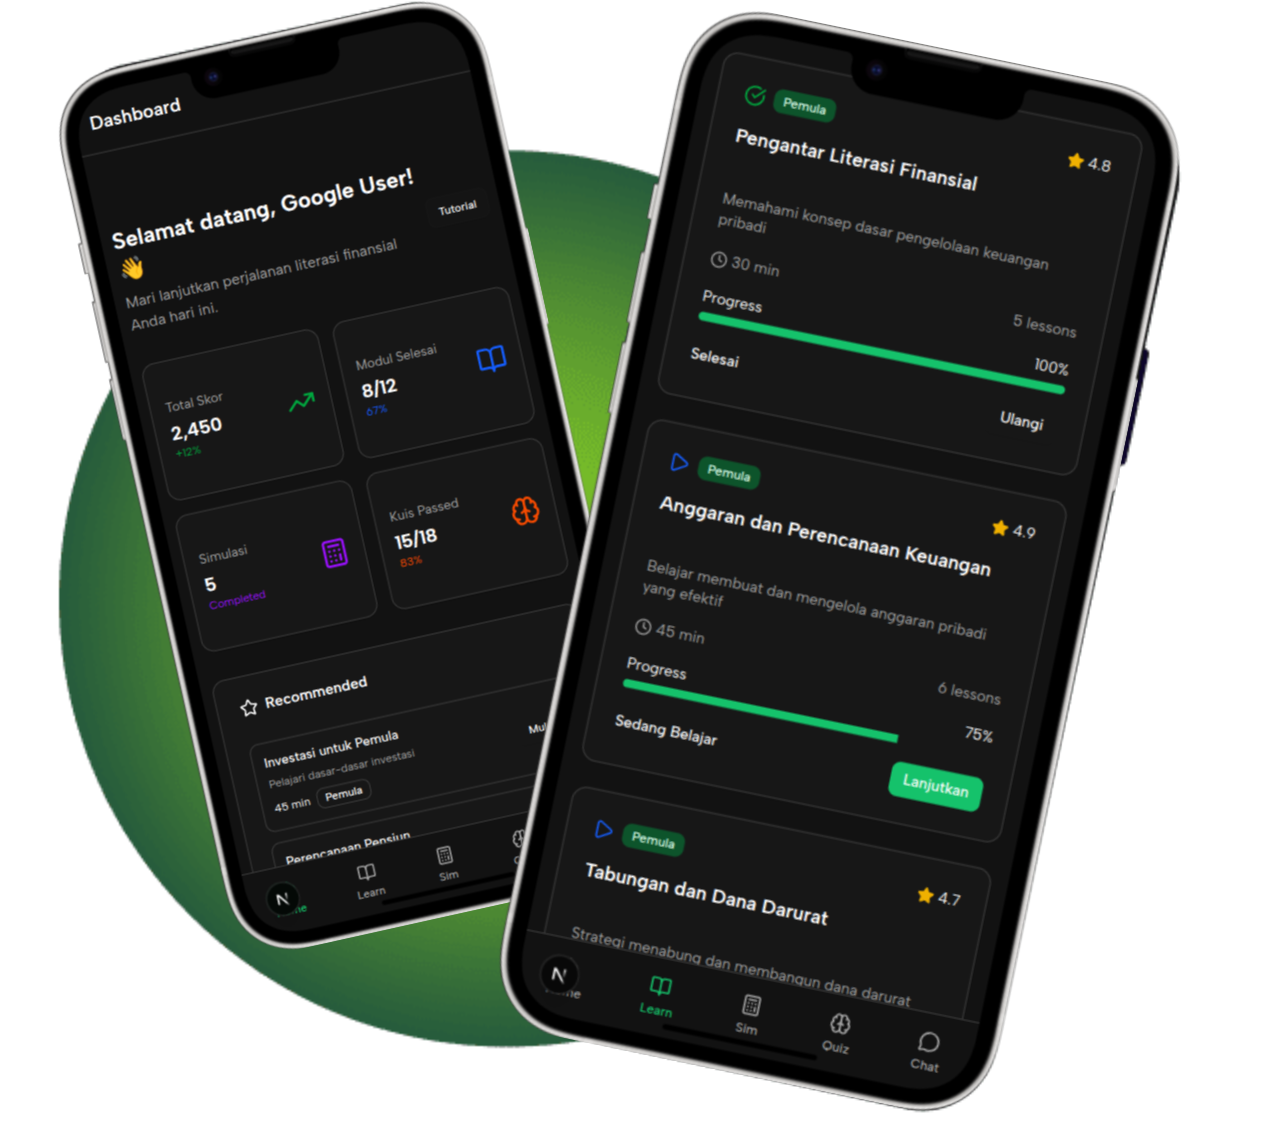 Dashboard
Selamat datang, Google User!
👋
Tutorial
Mari lanjutkan perjalanan literasi finansial
Anda hari ini.
Total Skor
2,450
+12%
Modul Selesai
8/12
67%
Simulasi
5
Completed
Kuis Passed
15/18
83%
Recommended
Investasi untuk Pemula
Pelajari dasar-dasar investasi
45 min
Pemula
Perencanaan Pensiun
N
Learn
Sim
Pemula
Pengantar Literasi Finansial
4.8
Memahami konsep dasar pengelolaan keuangan
pribadi
30 min
5 lessons
Progress
100%
Selesai
Ulangi
Pemula
Anggaran dan Perencanaan Keuangan
4.9
Belajar membuat dan mengelola anggaran pribadi
yang efektif
45 min
6 lessons
Progress
75%
Sedang Belajar
Lanjutkan
Pemula
Tabungan dan Dana Darurat
4.7
Strategi menabung dan membangun dana darurat
N
Learn
Sim
Quiz
Chat